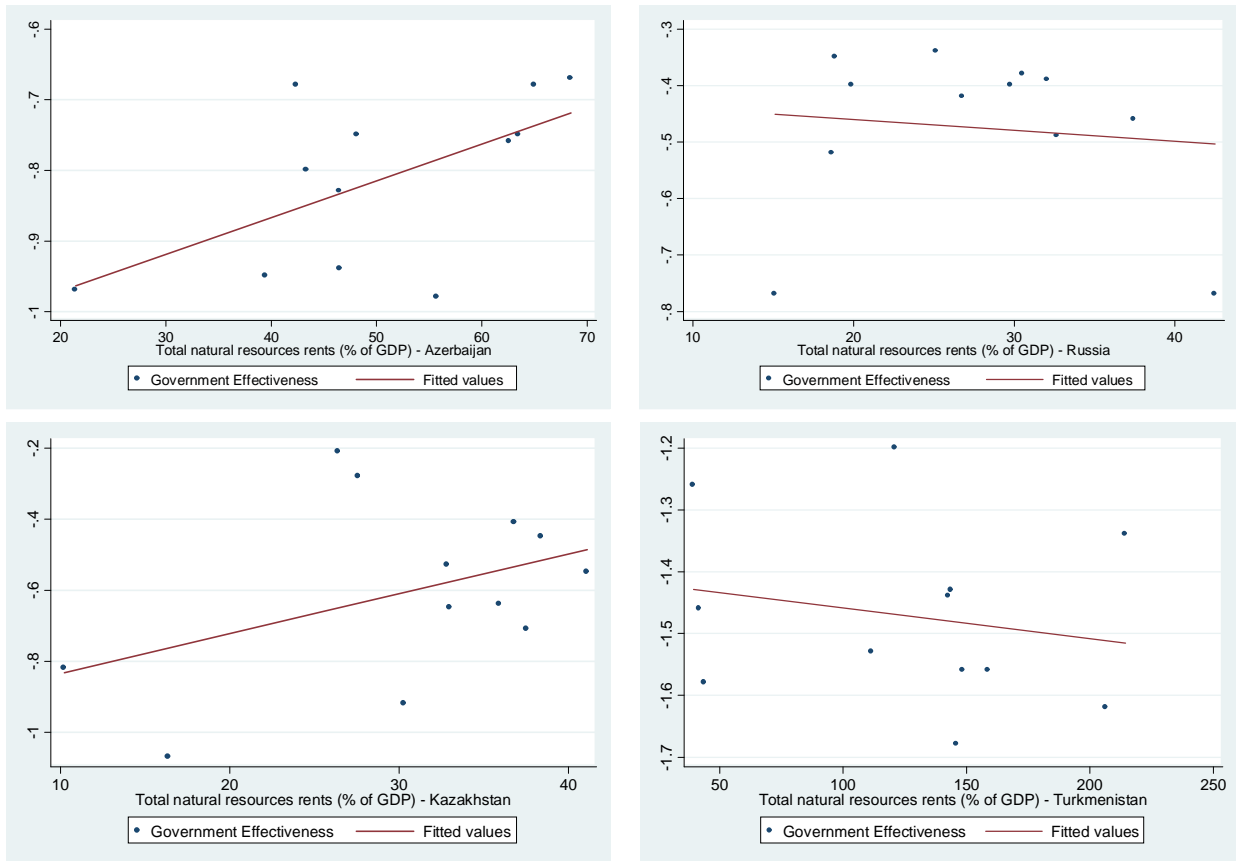 -.6
-.7
-.8
-.9
-1
20 30 40 50 60 70
Total natural resources rents (% of GDP) - Azerbaijan
Government Effectiveness Fitted values
-.3
-.4
-.5
-.6
-.7
-.8
10 20 30 40
Total natural resources rents (% of GDP) - Russia
Government Effectiveness Fitted values
-.2
-.4
-.6
-.8
-1
10 20 30 40
Total natural resources rents (% of GDP) - Kazakhstan
Government Effectiveness Fitted values
-1.2
-1.3
-1.4
-1.5
-1.6
-1.7
50 100 150 200 250
Total natural resources rents (% of GDP) - Turkmenistan
Government Effectiveness Fitted values